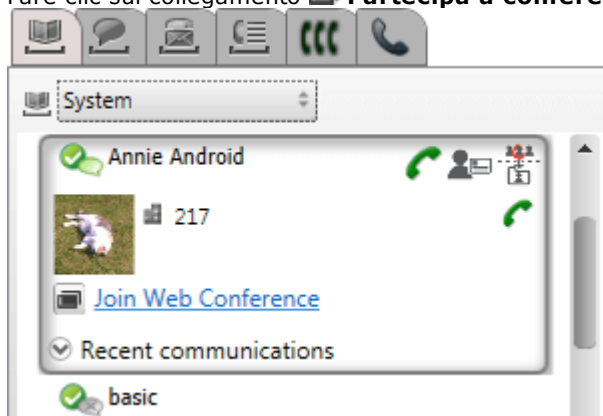 Fare clic sul collegamento Partecipa a confere
System
Annie Android
217
Join Web Conference
Recent communications
basic